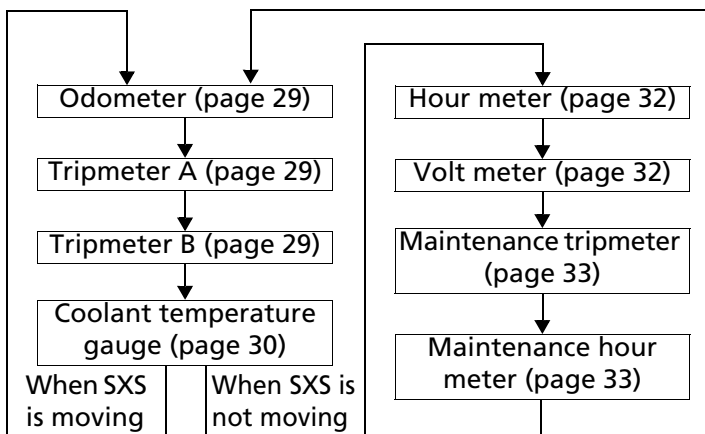 Odometer (page 29)
Tripmeter A (page 29)
Tripmeter B (page 29)
Coolant temperature
gauge (page 30)
When SXS
is moving
When SXS is
not moving
Hour meter (page 32)
Volt meter (page 32)
Maintenance tripmeter
(page 33)
Maintenance hour
meter (page 33)